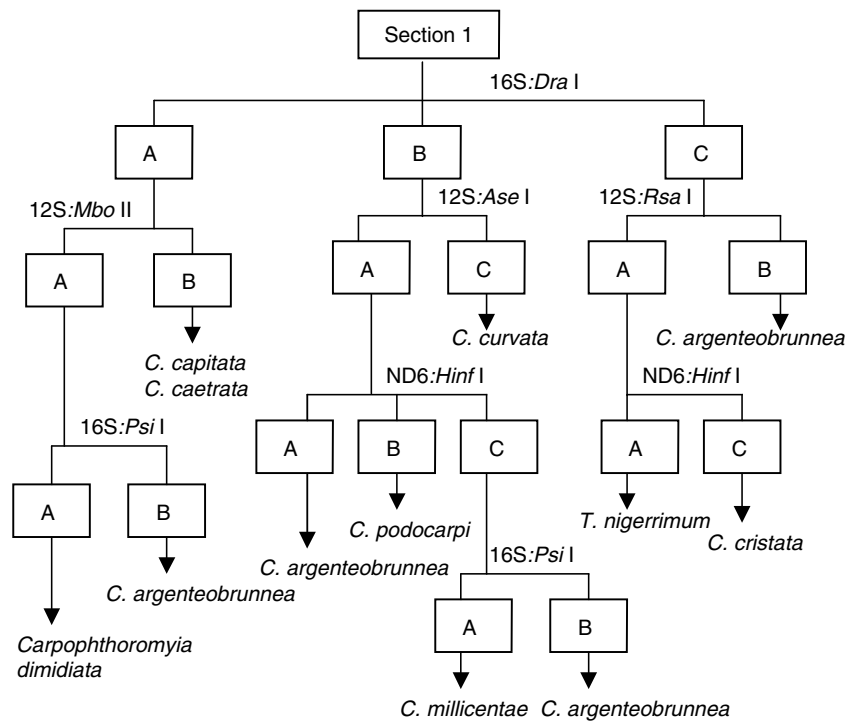 Section 1
16S:Dra I
A
B
C
12S:Mbo II
12S:Ase I
12S:Rsa I
A
B
A
C
A
B
C. capitata
C. caetrata
C. curvata
C. argenteobrunnea
ND6:Hinf I
ND6:Hinf I
16S:Psi I
A
B
C
A
C
A
B
C. podocarpi
T. nigerrimum
C. cristata
C. argenteobrunnea
C. argenteobrunnea
16S:Psi I
A
B
Carpophthoromyia
dimidiata
C. millicentae
C. argenteobrunnea